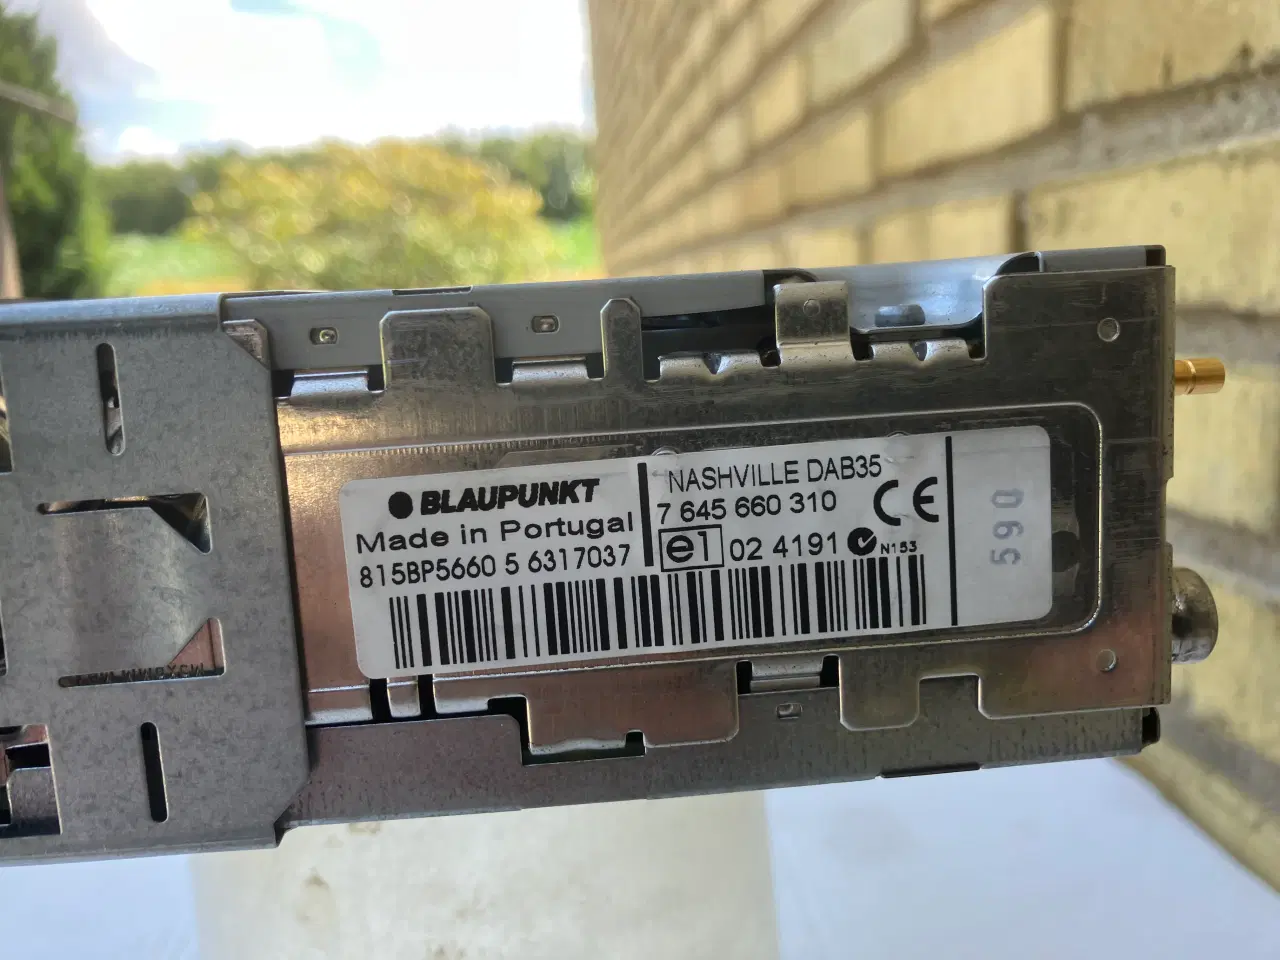 BLAUPUNKT
Made in Portugal
815BP5660 5 6317037
NASHVILLE DAB35
7 645 660 310
CE
e1 02 4191 N153
590